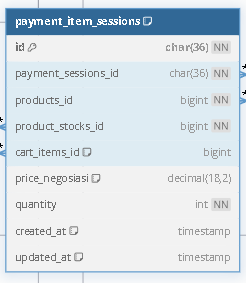 payment_item_sessions
id char(36) NN
payment_sessions_id char(36) NN
products_id bigint NN
product_stocks_id bigint NN
cart_items_id bigint
price_negosiasi decimal(18,2)
quantity int NN
created_at timestamp
updated_at timestamp